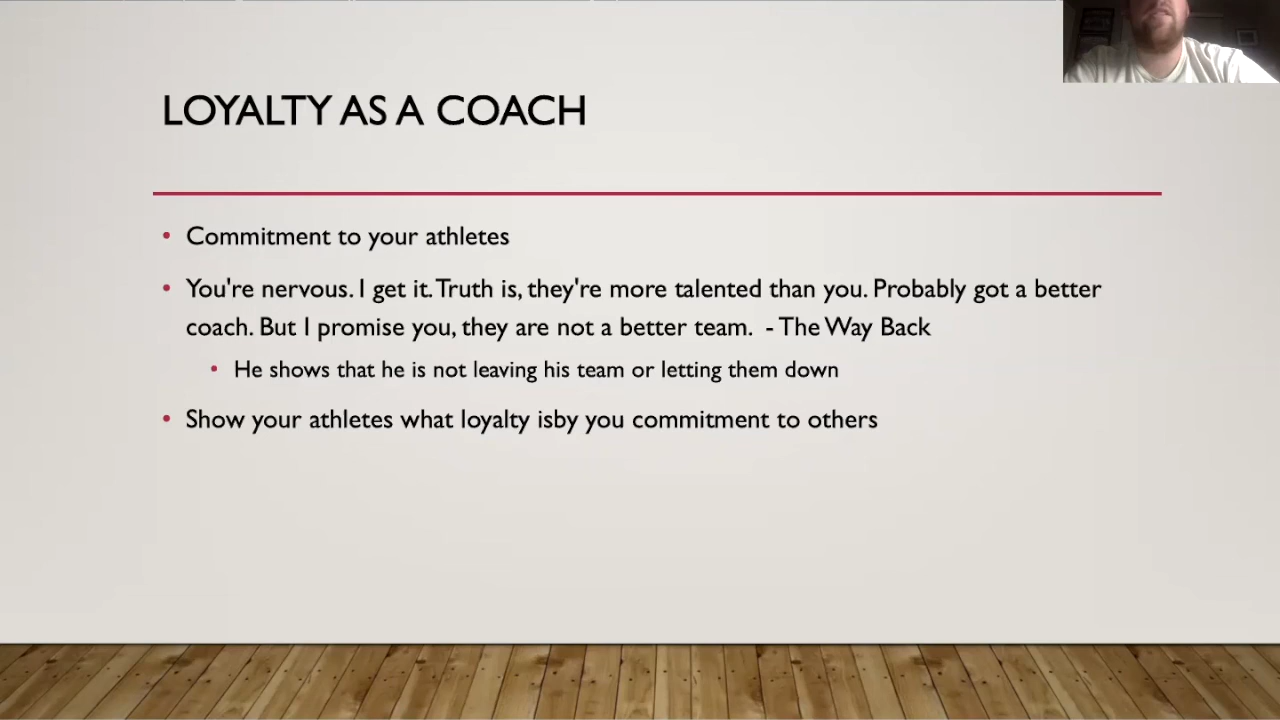 LOYALTY AS A COACH
• Commitment to your athletes
• You're nervous. I get it. Truth is, they're more talented than you. Probably got a better
coach. But I promise you, they are not a better team.  - The Way Back
• He shows that he is not leaving his team or letting them down
• Show your athletes what loyalty isby you commitment to others